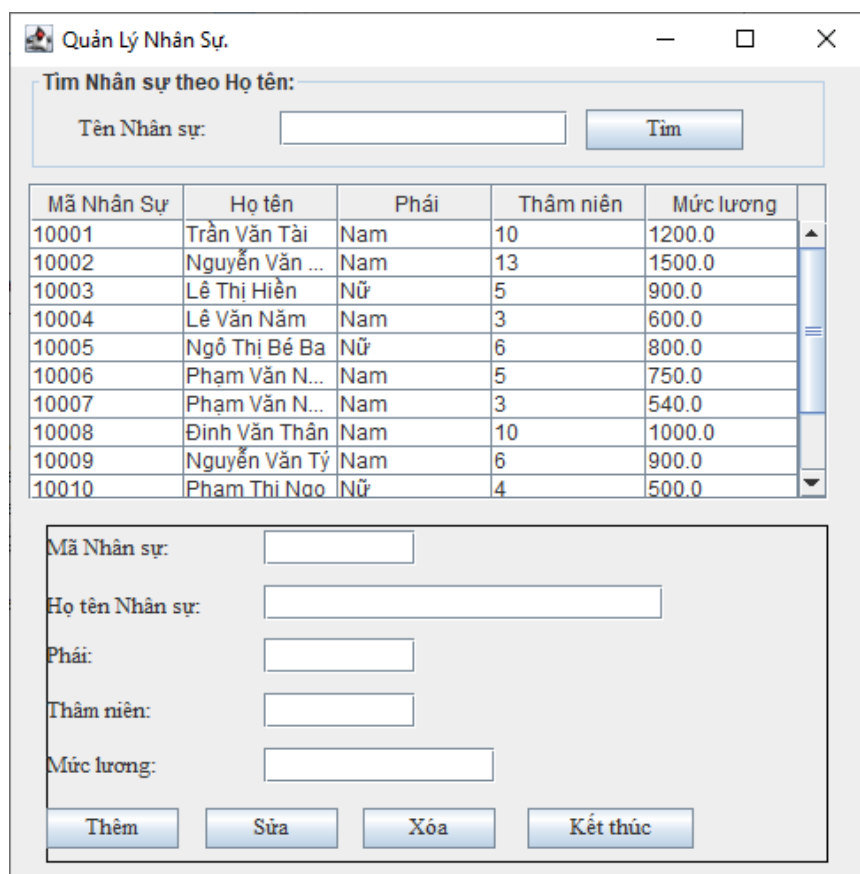 Quản Lý Nhân Sự.
Tìm Nhân sự theo Họ tên:
Tên Nhân sự: Tìm
Mã Nhân Sự Họ tên Phái Thâm niên Mức lương
10001 Trần Văn Tài Nam 10 1200.0
10002 Nguyễn Văn ... Nam 13 1500.0
10003 Lê Thị Hiền Nữ 5 900.0
10004 Lê Văn Năm Nam 3 600.0
10005 Ngô Thị Bé Ba Nữ 6 800.0
10006 Phạm Văn N... Nam 5 750.0
10007 Phạm Văn N... Nam 3 540.0
10008 Đinh Văn Thân Nam 10 1000.0
10009 Nguyễn Văn Tý Nam 6 900.0
10010 Phạm Thị Ngọ Nữ 4 500.0
Mã Nhân sự:
Họ tên Nhân sự:
Phái:
Thâm niên:
Mức lương:
Thêm Sửa Xóa Kết thúc